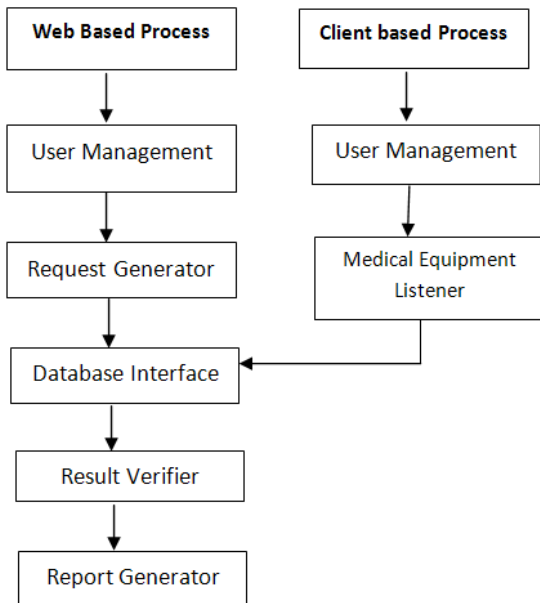 Web Based Process
Client based Process
User Management
User Management
Request Generator
Medical Equipment
Listener
Database Interface
Result Verifier
Report Generator